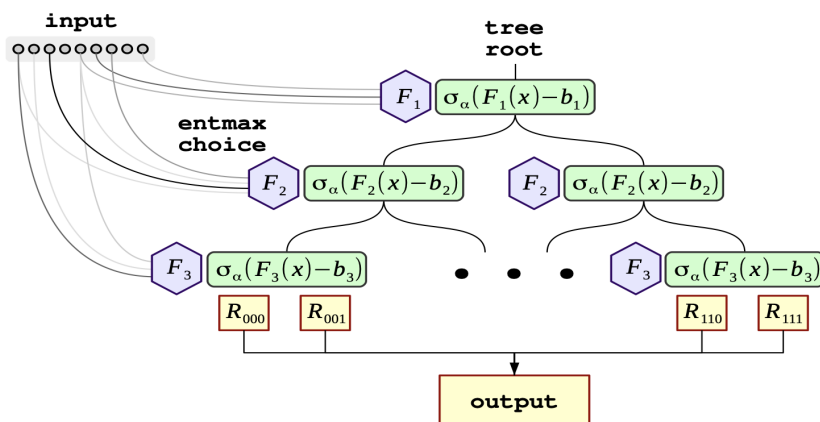 input
tree
root
F₁ σα(F₁(x)−b₁)
entmax
choice
F₂ σα(F₂(x)−b₂) F₂ σα(F₂(x)−b₂)
F₃ σα(F₃(x)−b₃) F₃ σα(F₃(x)−b₃)
R₀₀₀ R₀₀₁ R₁₁₀ R₁₁₁
output